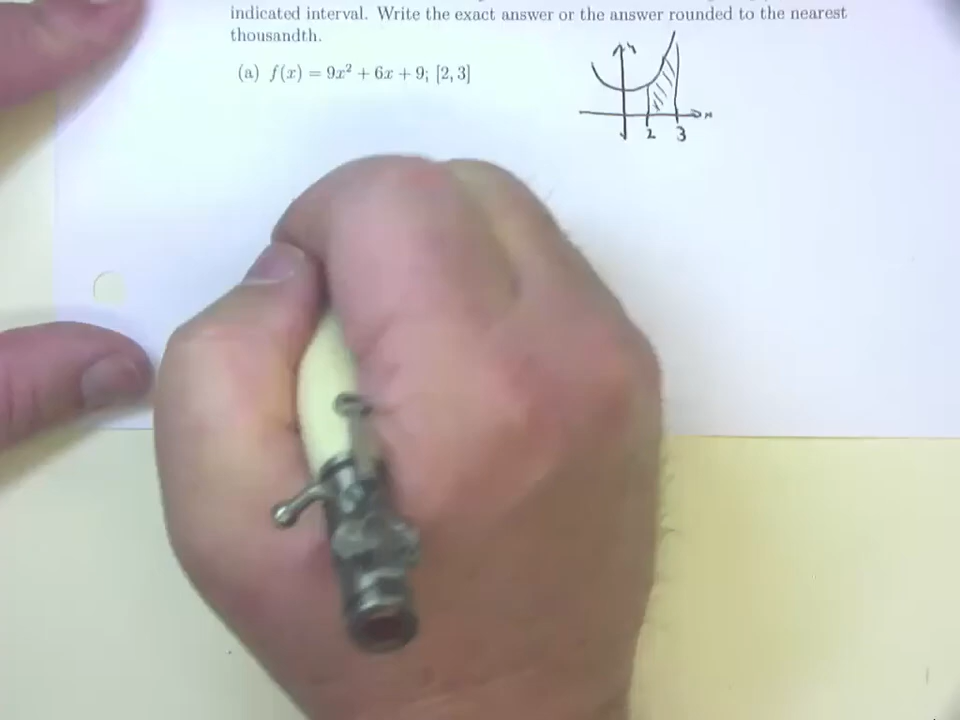 indicated interval. Write the exact answer or the answer rounded to the nearest
thousandth.
(a) f(x) = 9x² + 6x + 9; [2, 3]
2 3